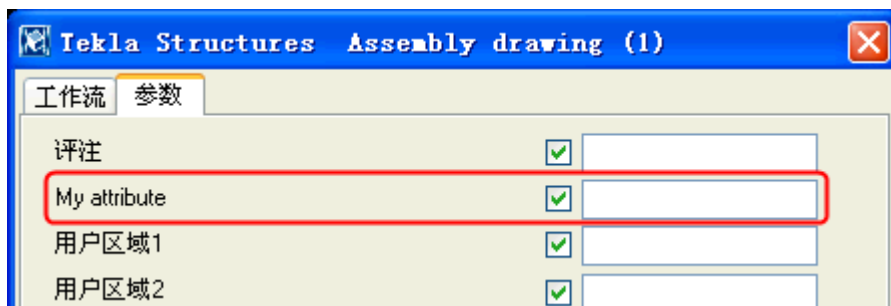 Tekla Structures Assembly drawing (1)
工作流 参数
评注
My attribute
用户区域1
用户区域2